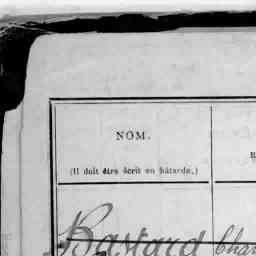 NOM.
(Il doit être écrit en bâtarde.)
Bastard